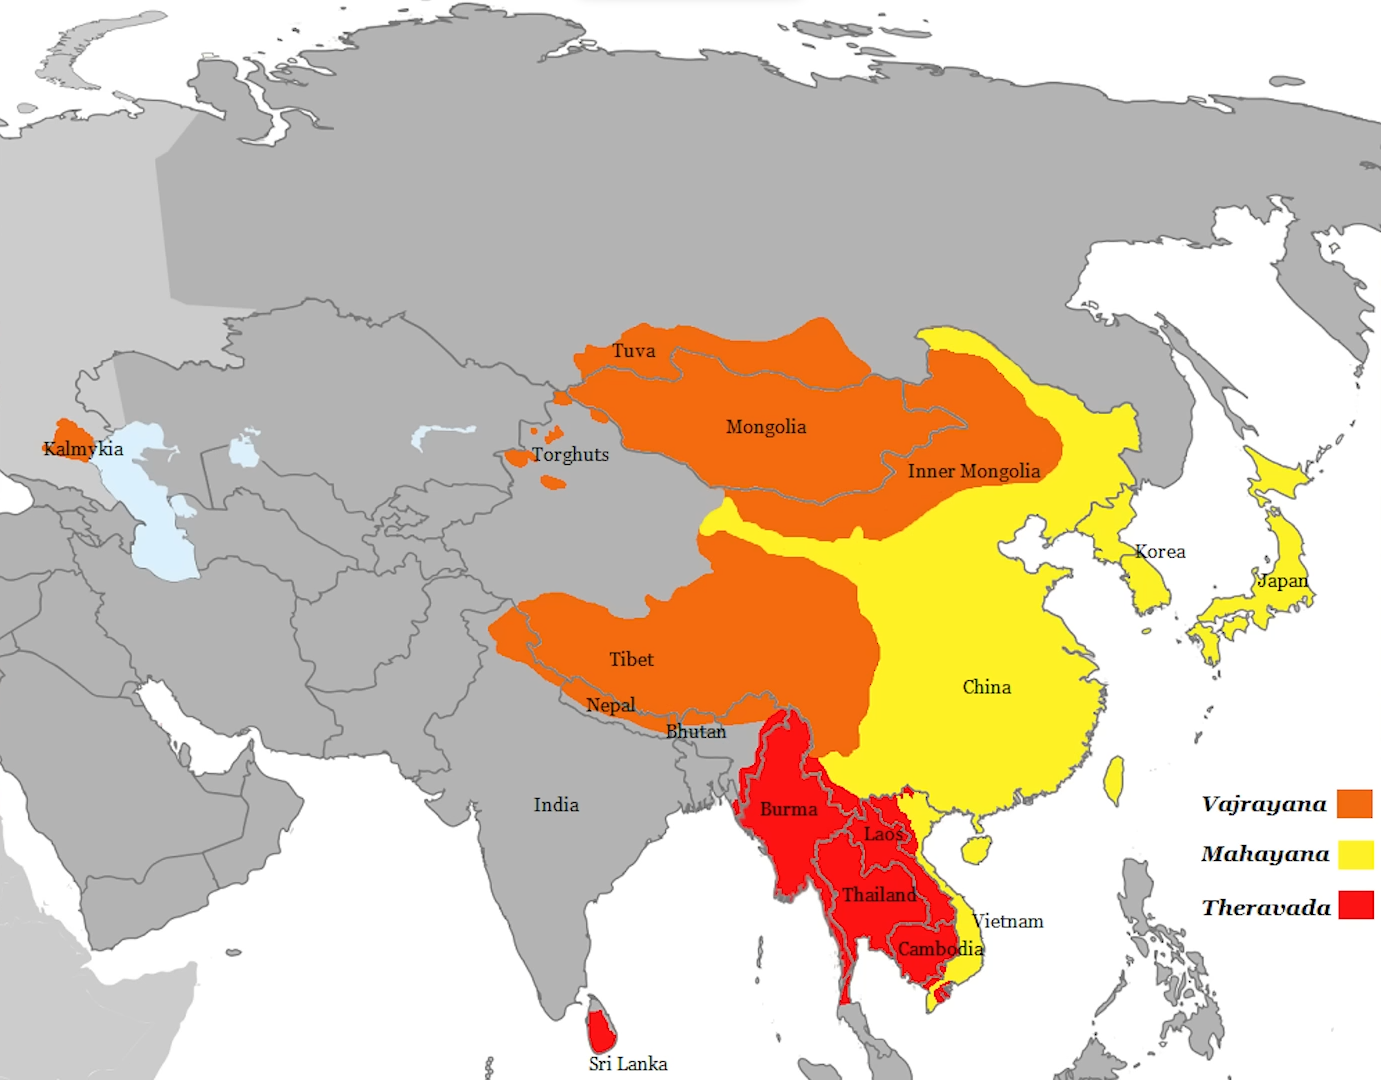 Tuva
Mongolia
Kalmykia
Torghuts
Inner Mongolia
Korea
Japan
Tibet
China
Nepal
Bhutan
India
Burma
Laos
Thailand
Vietnam
Cambodia
Sri Lanka
Vajrayana
Mahayana
Theravada